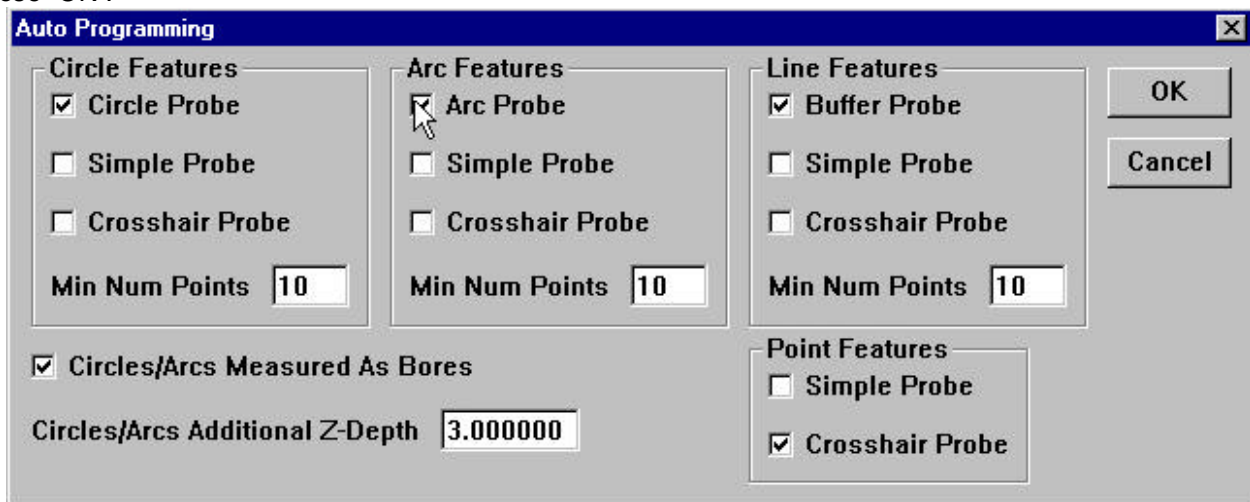 Auto Programming
Circle Features
Circle Probe
Simple Probe
Crosshair Probe
Min Num Points 10
Arc Features
Arc Probe
Simple Probe
Crosshair Probe
Min Num Points 10
Line Features
Buffer Probe
Simple Probe
Crosshair Probe
Min Num Points 10
OK
Cancel
Circles/Arcs Measured As Bores
Circles/Arcs Additional Z-Depth 3.000000
Point Features
Simple Probe
Crosshair Probe